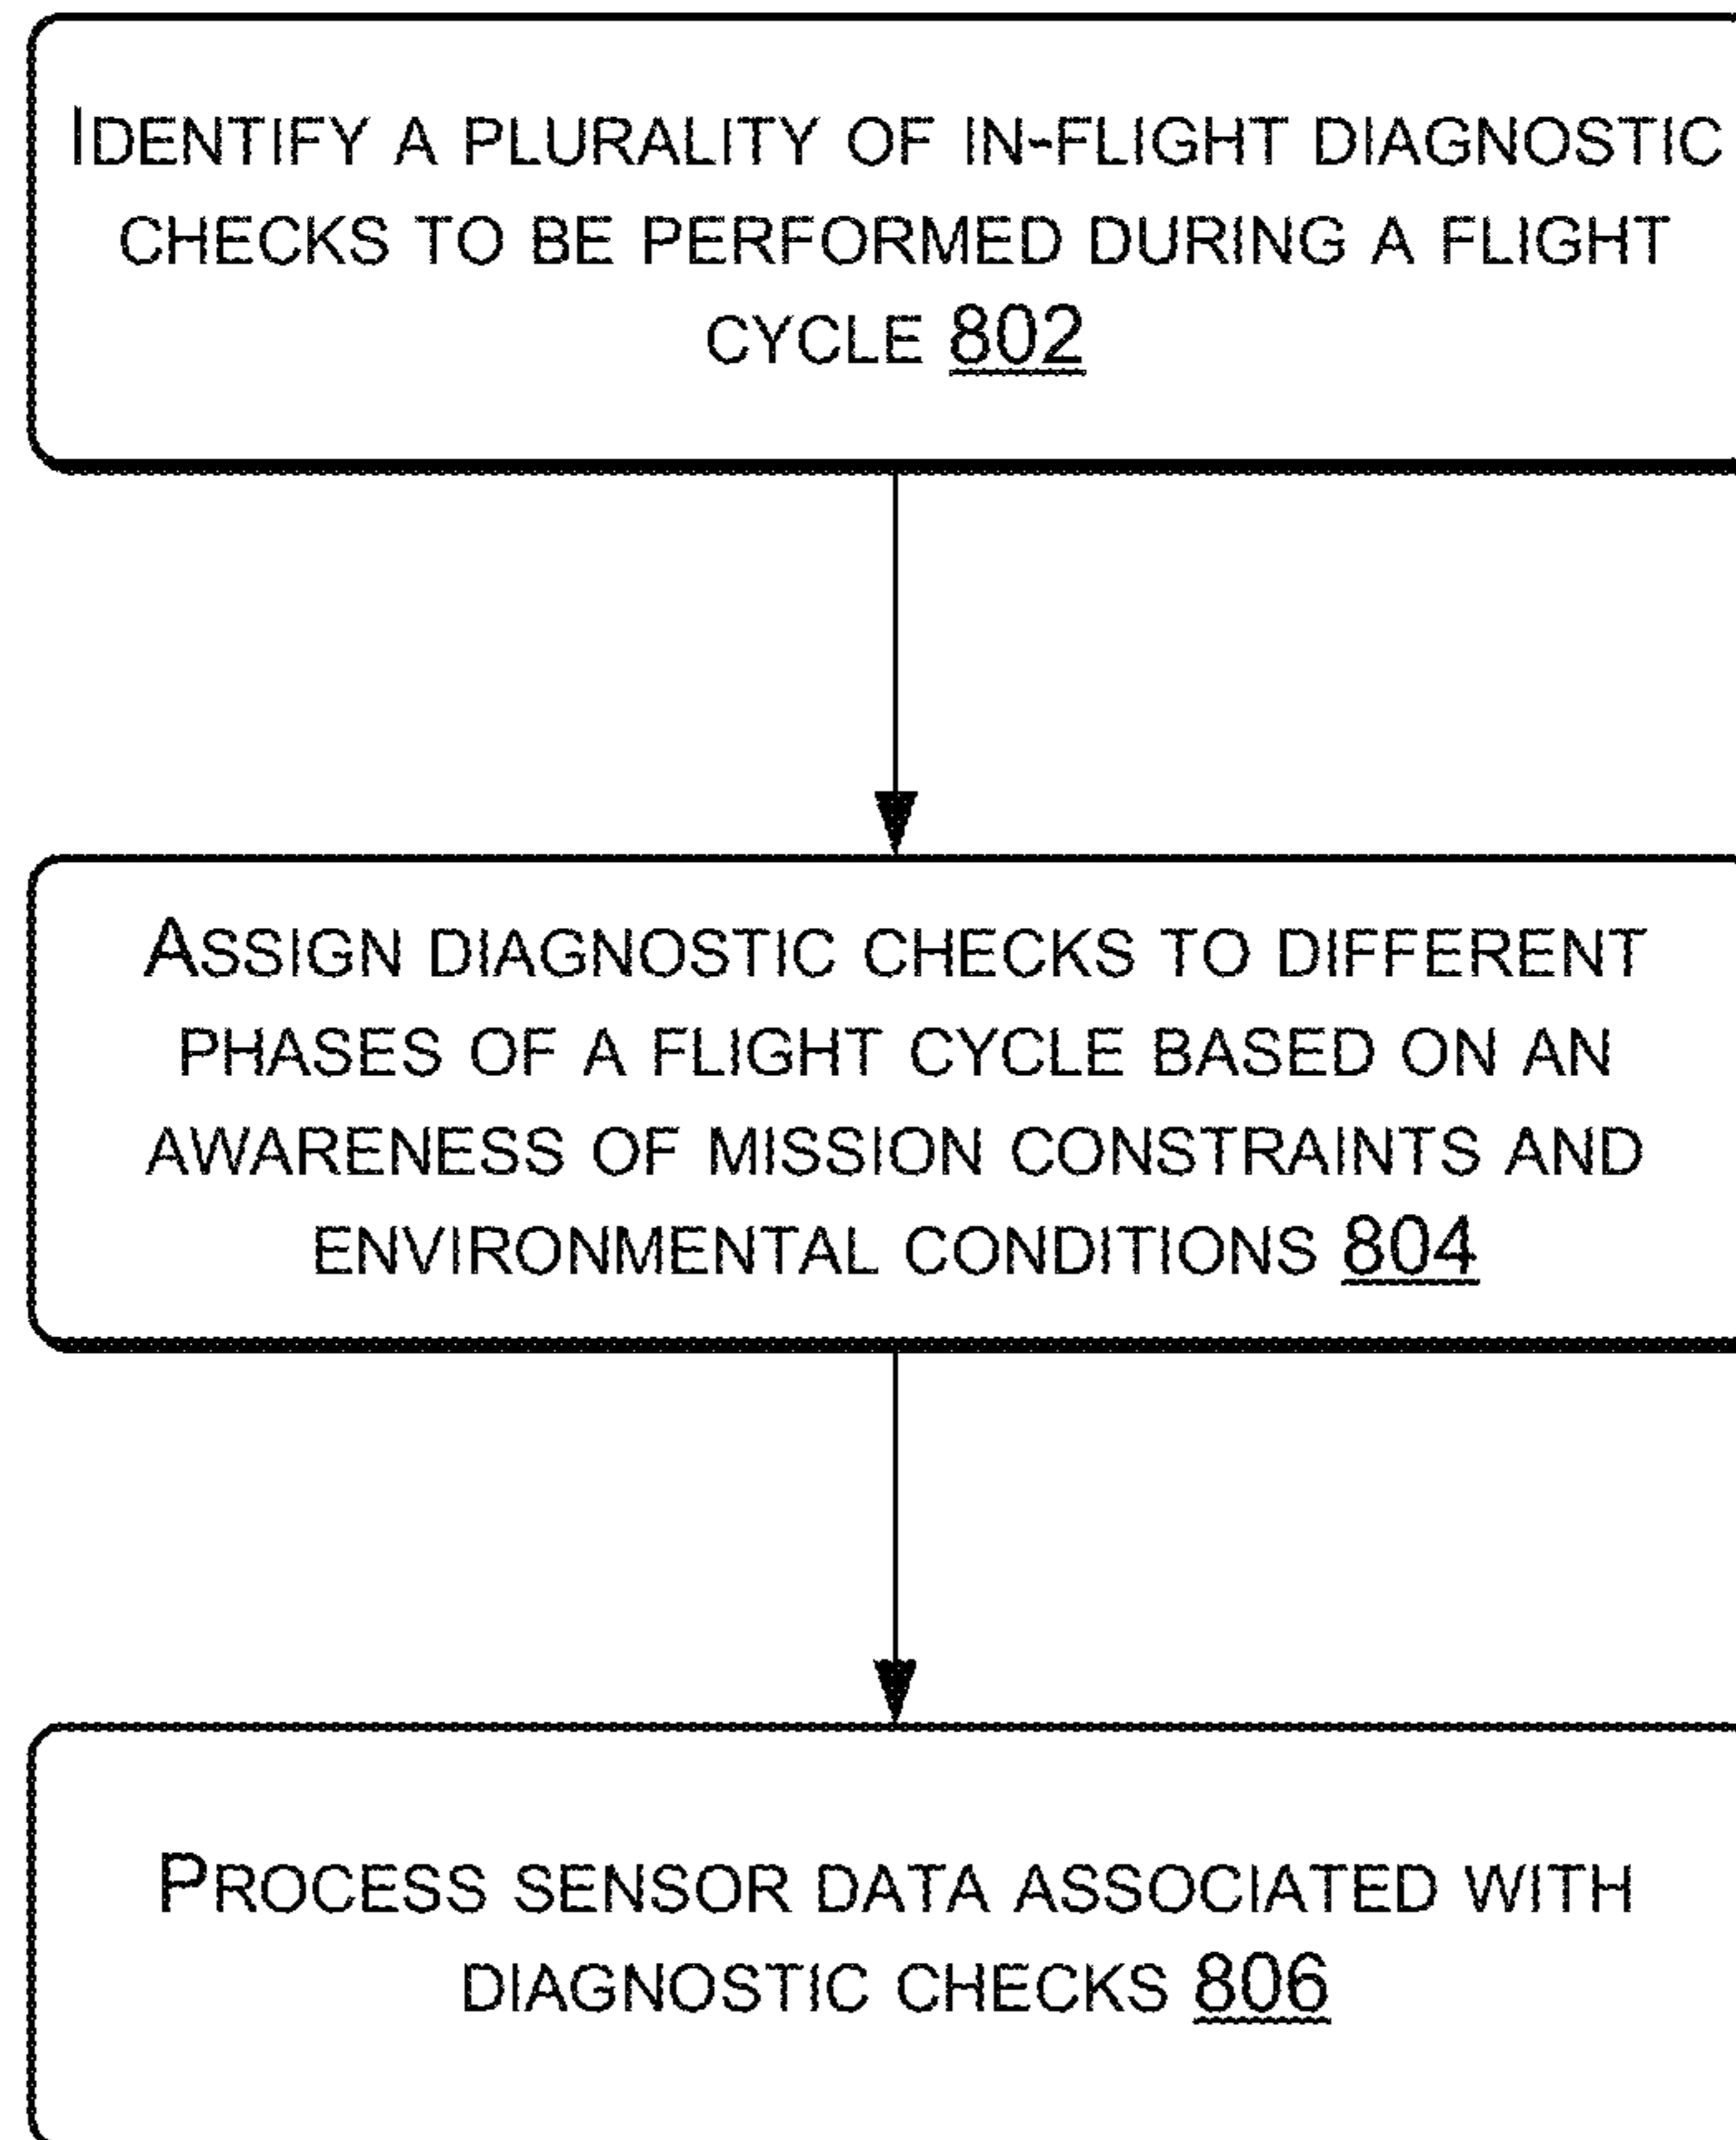 IDENTIFY A PLURALITY OF IN-FLIGHT DIAGNOSTIC
CHECKS TO BE PERFORMED DURING A FLIGHT
CYCLE 802
ASSIGN DIAGNOSTIC CHECKS TO DIFFERENT
PHASES OF A FLIGHT CYCLE BASED ON AN
AWARENESS OF MISSION CONSTRAINTS AND
ENVIRONMENTAL CONDITIONS 804
PROCESS SENSOR DATA ASSOCIATED WITH
DIAGNOSTIC CHECKS 806